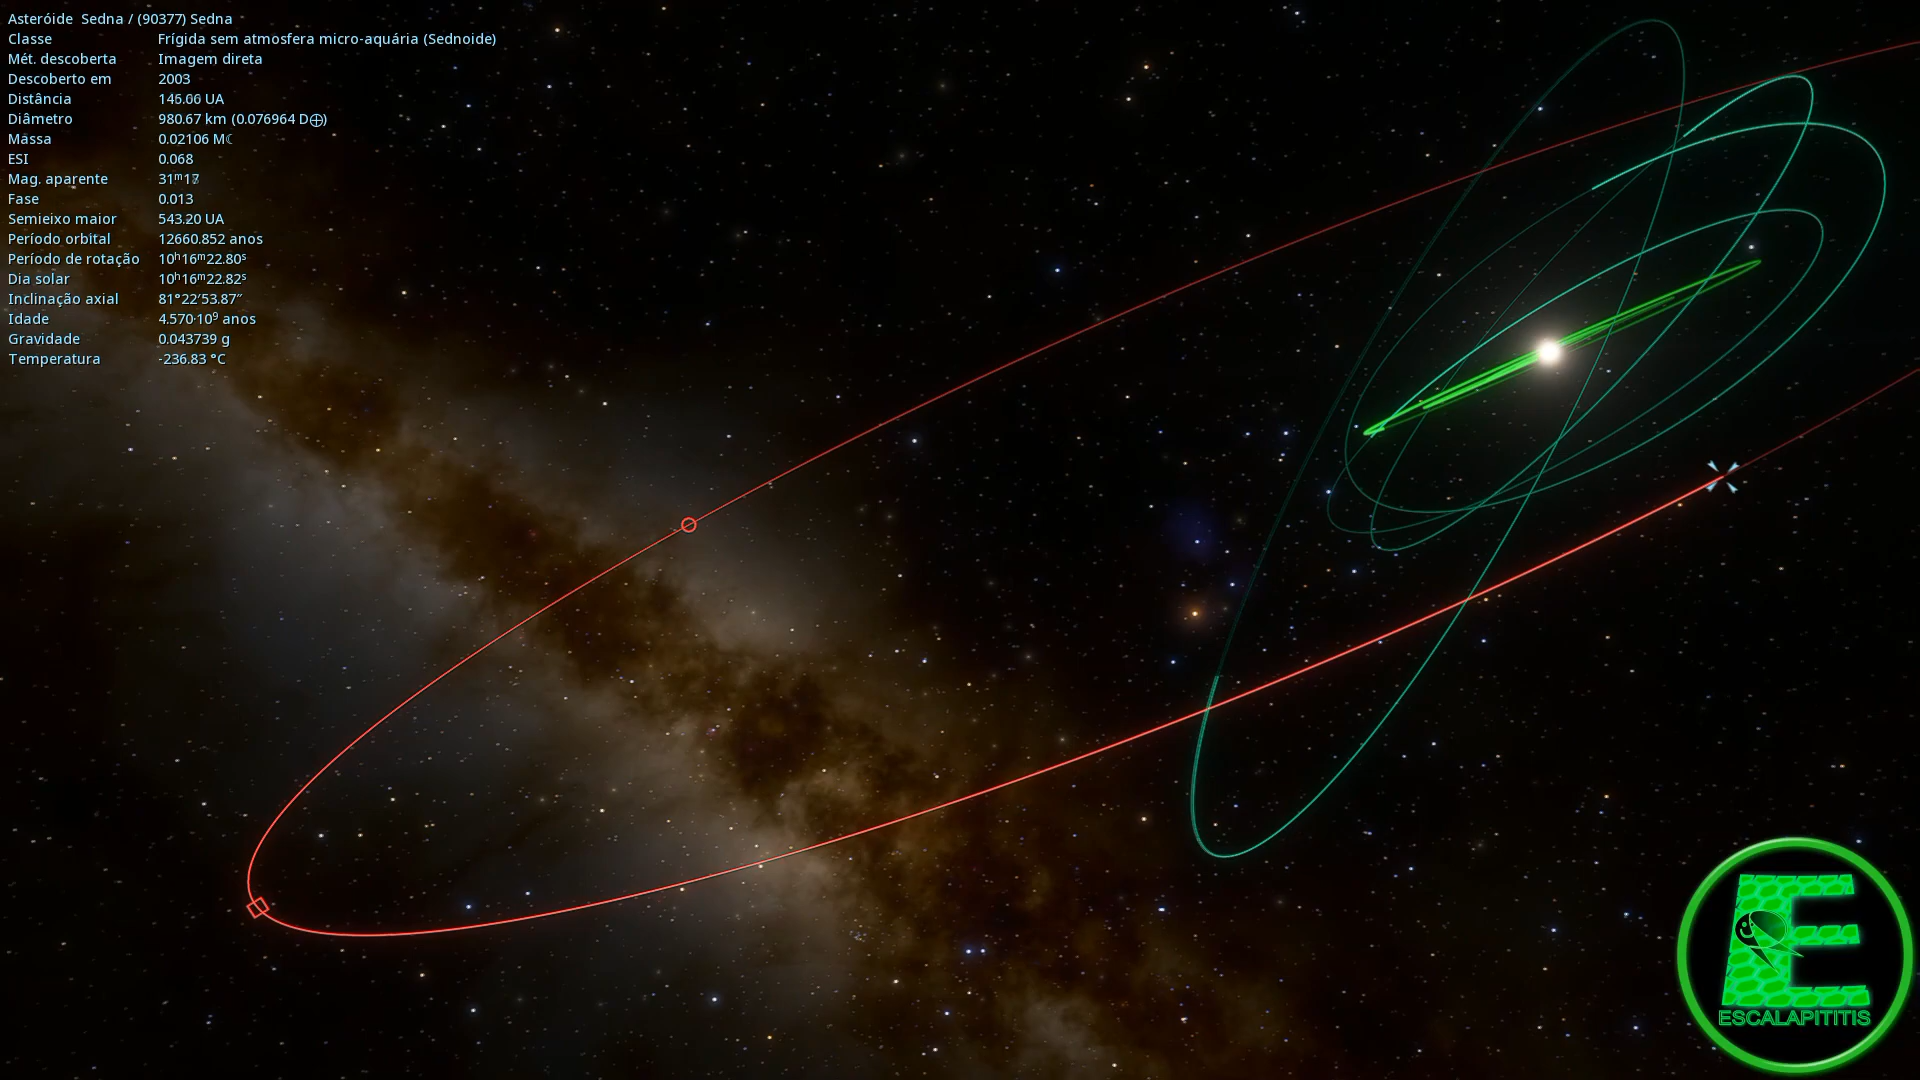 Asteróide Sedna / (90377) Sedna
Classe Frígida sem atmosfera micro-aquária (Sednoide)
Mét. descoberta Imagem direta
Descoberto em 2003
Distância 146.06 UA
Diâmetro 980.67 km (0.076964 D⊕)
Massa 0.02106 M☾
ESI 0.068
Mag. aparente
Fase 0.013
Semieixo maior 543.20 UA
Período orbital 12660.852 anos
Período de rotação 10ʰ16ᵐ22.80ˢ
Dia solar 10ʰ16ᵐ22.82ˢ
Inclinação axial 81°22′53.87″
Idade 4.570·10⁹ anos
Gravidade 0.043739 g
Temperatura -236.83 °C
E
ESCALAPITITIS